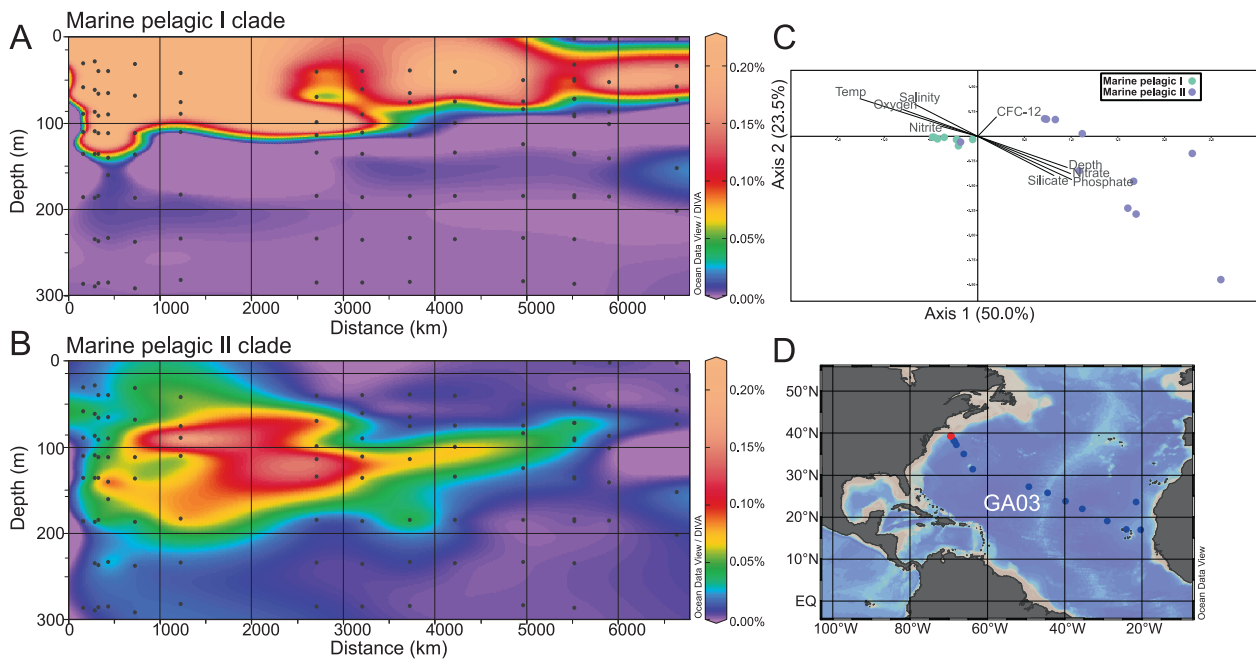 A
Marine pelagic I clade
0
100
200
300
Depth (m)
0
1000
2000
3000
4000
5000
6000
Distance (km)
0.20%
0.15%
0.10%
0.05%
0.00%
Ocean Data View / DIVA
B
Marine pelagic II clade
0
100
200
300
Depth (m)
0
1000
2000
3000
4000
5000
6000
Distance (km)
0.20%
0.15%
0.10%
0.05%
0.00%
Ocean Data View / DIVA
C
Marine pelagic I
Marine pelagic II
Temp
Salinity
Oxygen
CFC-12
Nitrite
Depth
Nitrate
Silicate
Phosphate
Axis 2 (23.5%)
Axis 1 (50.0%)
D
50°N
40°N
30°N
20°N
10°N
EQ
GA03
100°W
80°W
60°W
40°W
20°W
Ocean Data View